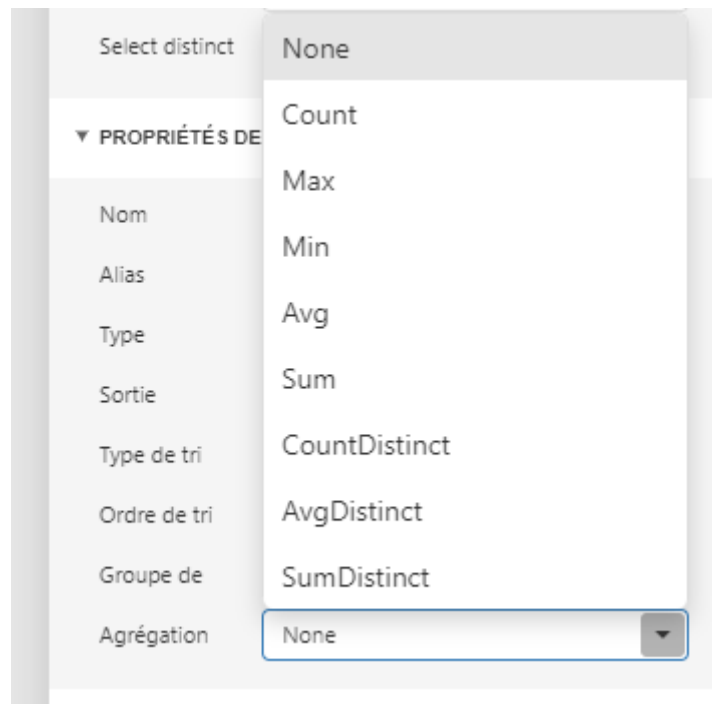 Select distinct
None
Count
PROPRIÉTÉS DE
Max
Nom
Min
Alias
Avg
Type
Sum
Sortie
CountDistinct
Type de tri
AvgDistinct
Ordre de tri
SumDistinct
Groupe de
Agrégation None